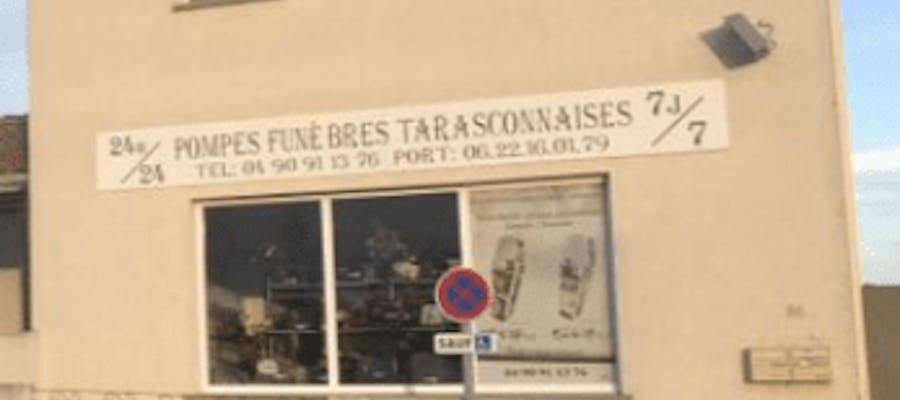 24H/24 POMPES FUNÈBRES TARASCONNAISES 7J/7
TEL: 04 90 91 13 76 PORT: 06.22.16.01.79
SAUF